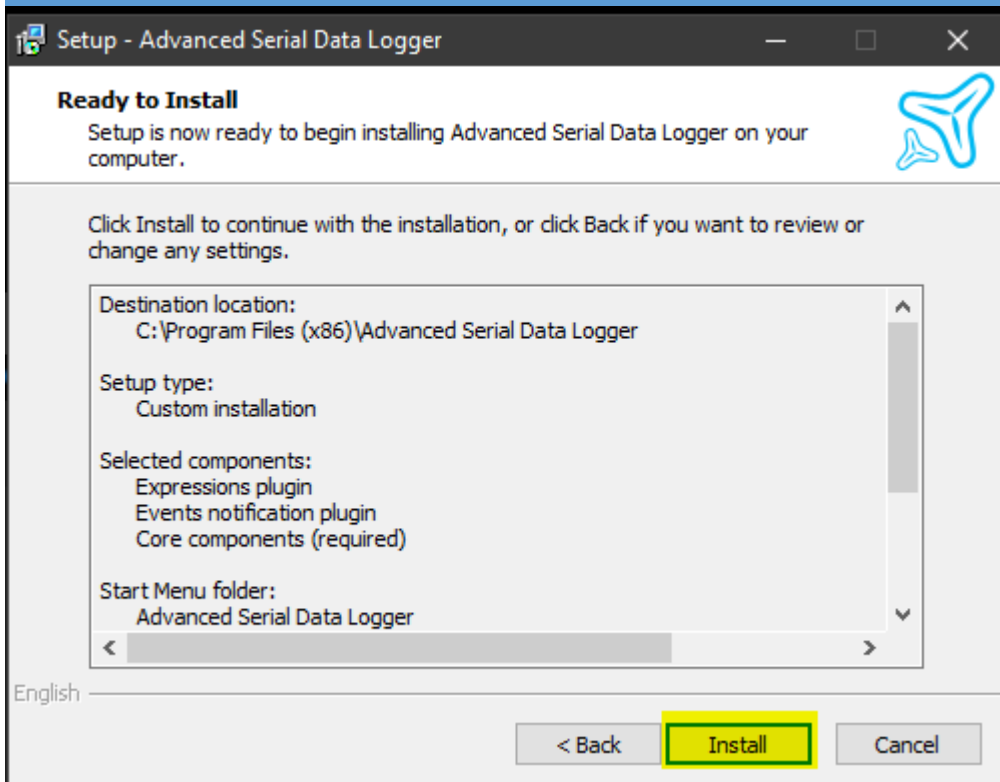 Setup - Advanced Serial Data Logger
Ready to Install
Setup is now ready to begin installing Advanced Serial Data Logger on your
computer.
Click Install to continue with the installation, or click Back if you want to review or
change any settings.
Destination location:
C:\Program Files (x86)\Advanced Serial Data Logger
Setup type:
Custom installation
Selected components:
Expressions plugin
Events notification plugin
Core components (required)
Start Menu folder:
Advanced Serial Data Logger
English
< Back Install Cancel